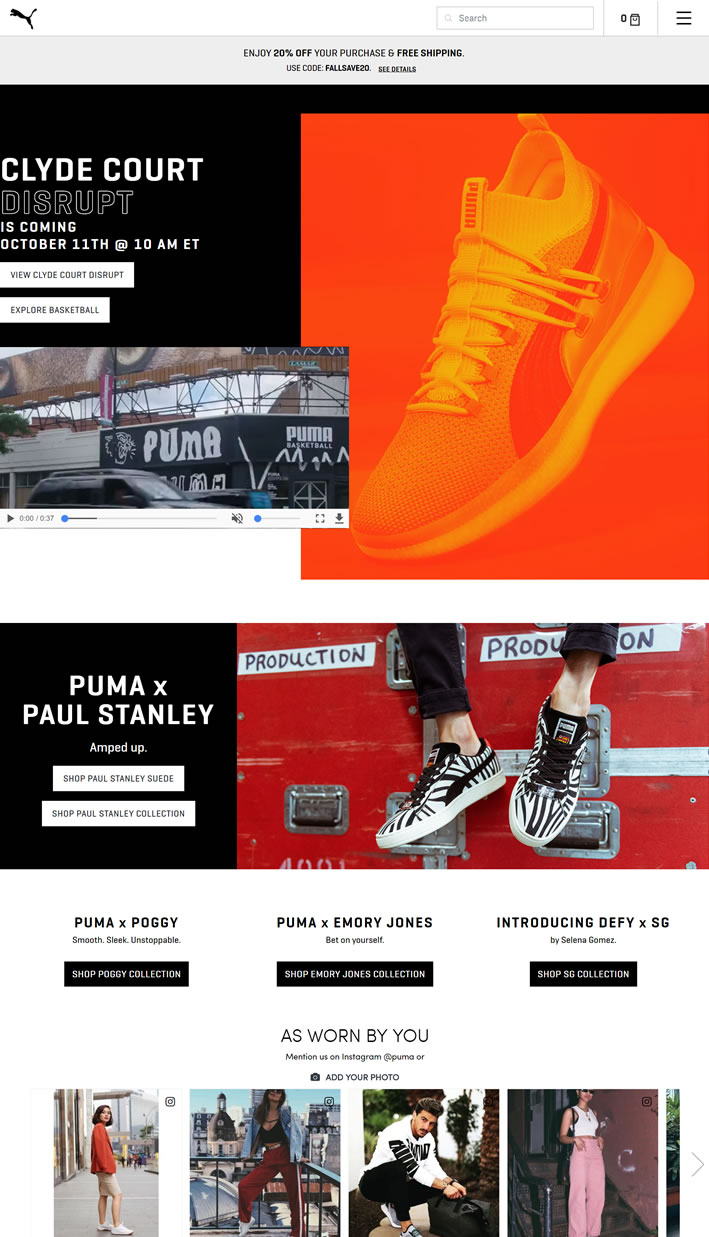 Search
0
ENJOY 20% OFF YOUR PURCHASE & FREE SHIPPING.
USE CODE: FALLSAVE20. SEE DETAILS
CLYDE COURT
DISRUPT
IS COMING
OCTOBER 11TH @ 10 AM ET
VIEW CLYDE COURT DISRUPT
EXPLORE BASKETBALL
PUMA
PUMA
PUMA
BASKETBALL
PUMA
0:00 / 0:37
PUMA x
PAUL STANLEY
Amped up.
SHOP PAUL STANLEY SUEDE
SHOP PAUL STANLEY COLLECTION
PRODUCTION
PRODU
ON
PUMA
PUMA x POGGY
Smooth. Sleek. Unstoppable.
SHOP POGGY COLLECTION
PUMA x EMORY JONES
Bet on yourself.
SHOP EMORY JONES COLLECTION
INTRODUCING DEFY x SG
by Selena Gomez.
SHOP SG COLLECTION
AS WORN BY YOU
Mention us on Instagram @puma or
ADD YOUR PHOTO